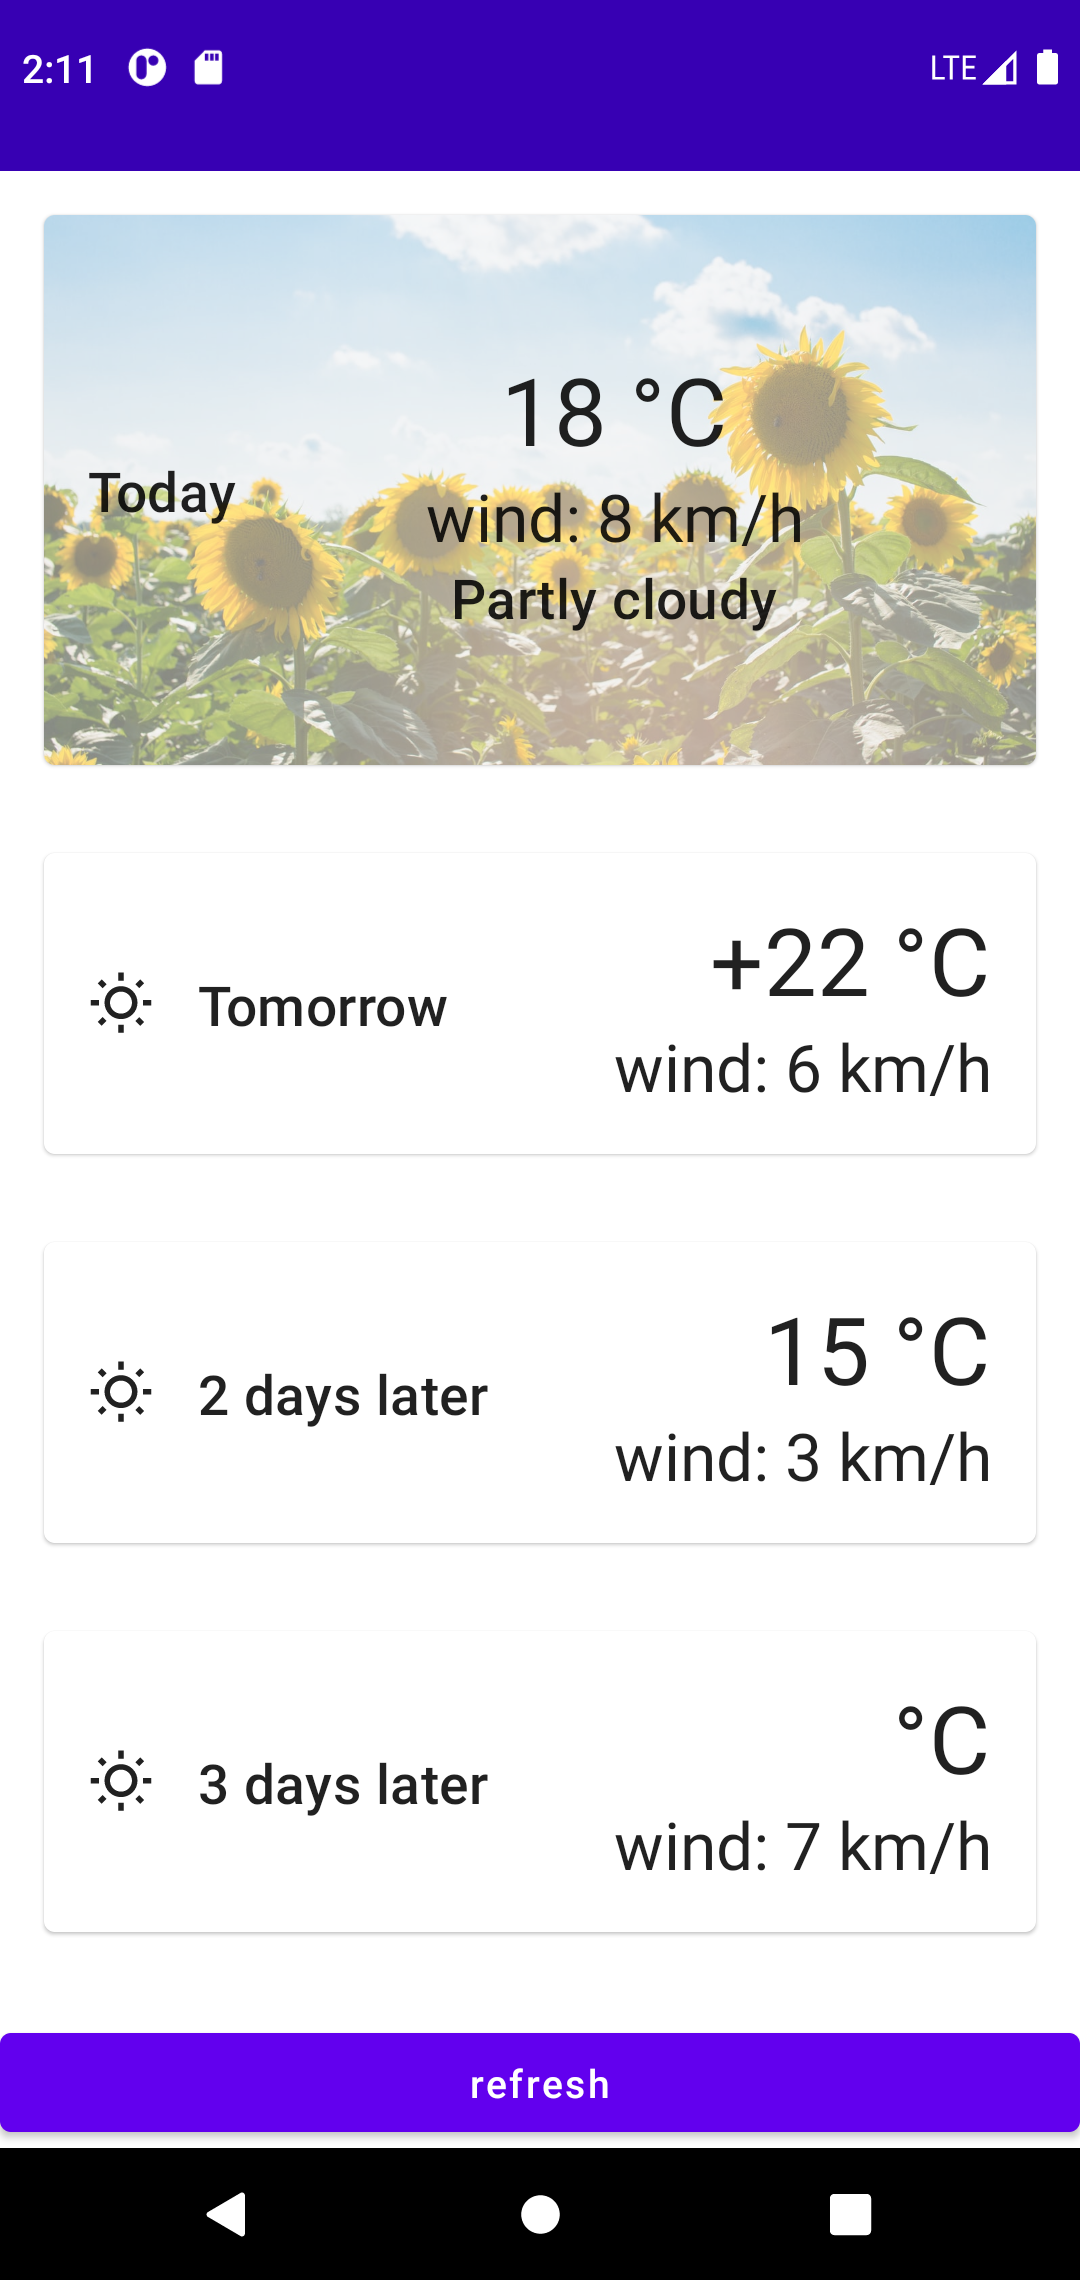 2:11
LTE
18 °C
Today
wind: 8 km/h
Partly cloudy
+22 °C
Tomorrow
wind: 6 km/h
15 °C
2 days later
wind: 3 km/h
°C
3 days later
wind: 7 km/h
refresh